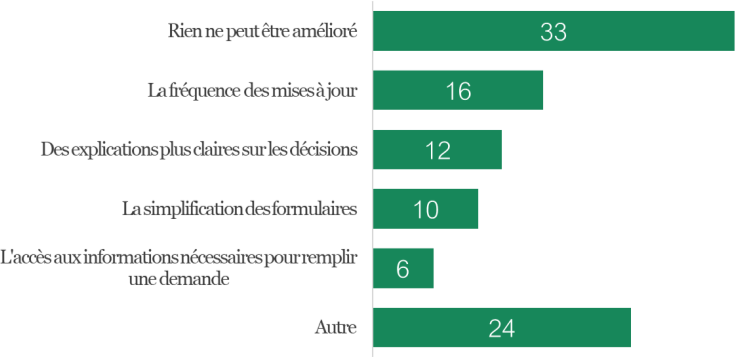 Rien ne peut être amélioré
33
La fréquence des mises à jour
16
Des explications plus claires sur les décisions
12
La simplification des formulaires
10
L'accès aux informations nécessaires pour remplir
une demande
6
Autre
24